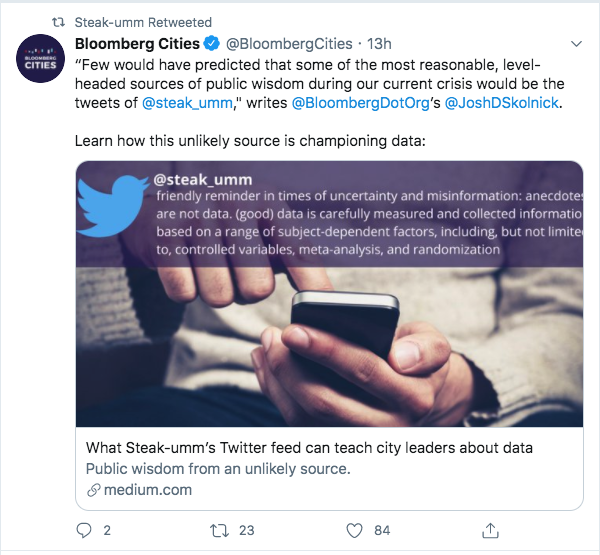 Steak-umm Retweeted
Bloomberg Cities @BloombergCities · 13h
BLOOMBERG
CITIES
“Few would have predicted that some of the most reasonable, level-
headed sources of public wisdom during our current crisis would be the
tweets of @steak_umm," writes @BloombergDotOrg’s @JoshDSkolnick.
Learn how this unlikely source is championing data:
@steak_umm
friendly reminder in times of uncertainty and misinformation: anecdotes
are not data. (good) data is carefully measured and collected informatio
based on a range of subject-dependent factors, including, but not limite
to, controlled variables, meta-analysis, and randomization
What Steak-umm’s Twitter feed can teach city leaders about data
Public wisdom from an unlikely source.
medium.com
2 23 84